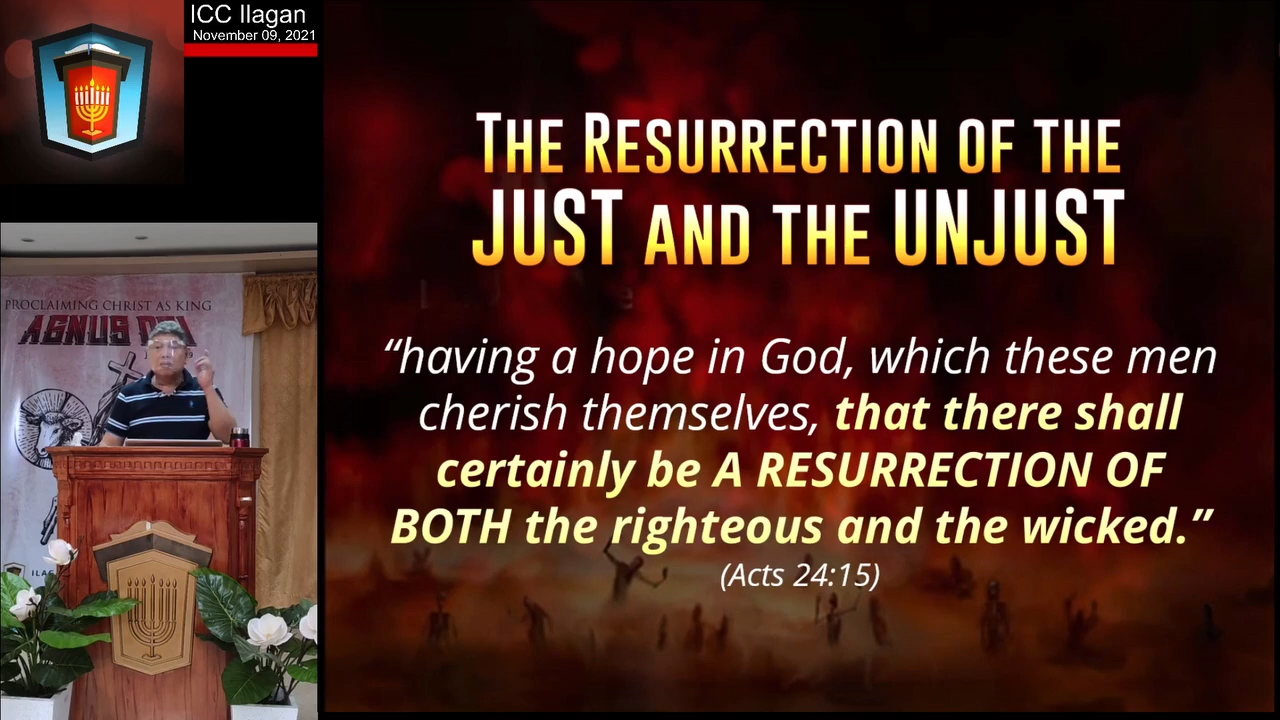 ICC Ilagan
November 09, 2021
THE RESURRECTION OF THE
JUST AND THE UNJUST
“having a hope in God, which these men
cherish themselves, that there shall
certainly be A RESURRECTION OF
BOTH the righteous and the wicked.”
(Acts 24:15)
PROCLAIMING CHRIST AS KING
AGNUS DEI